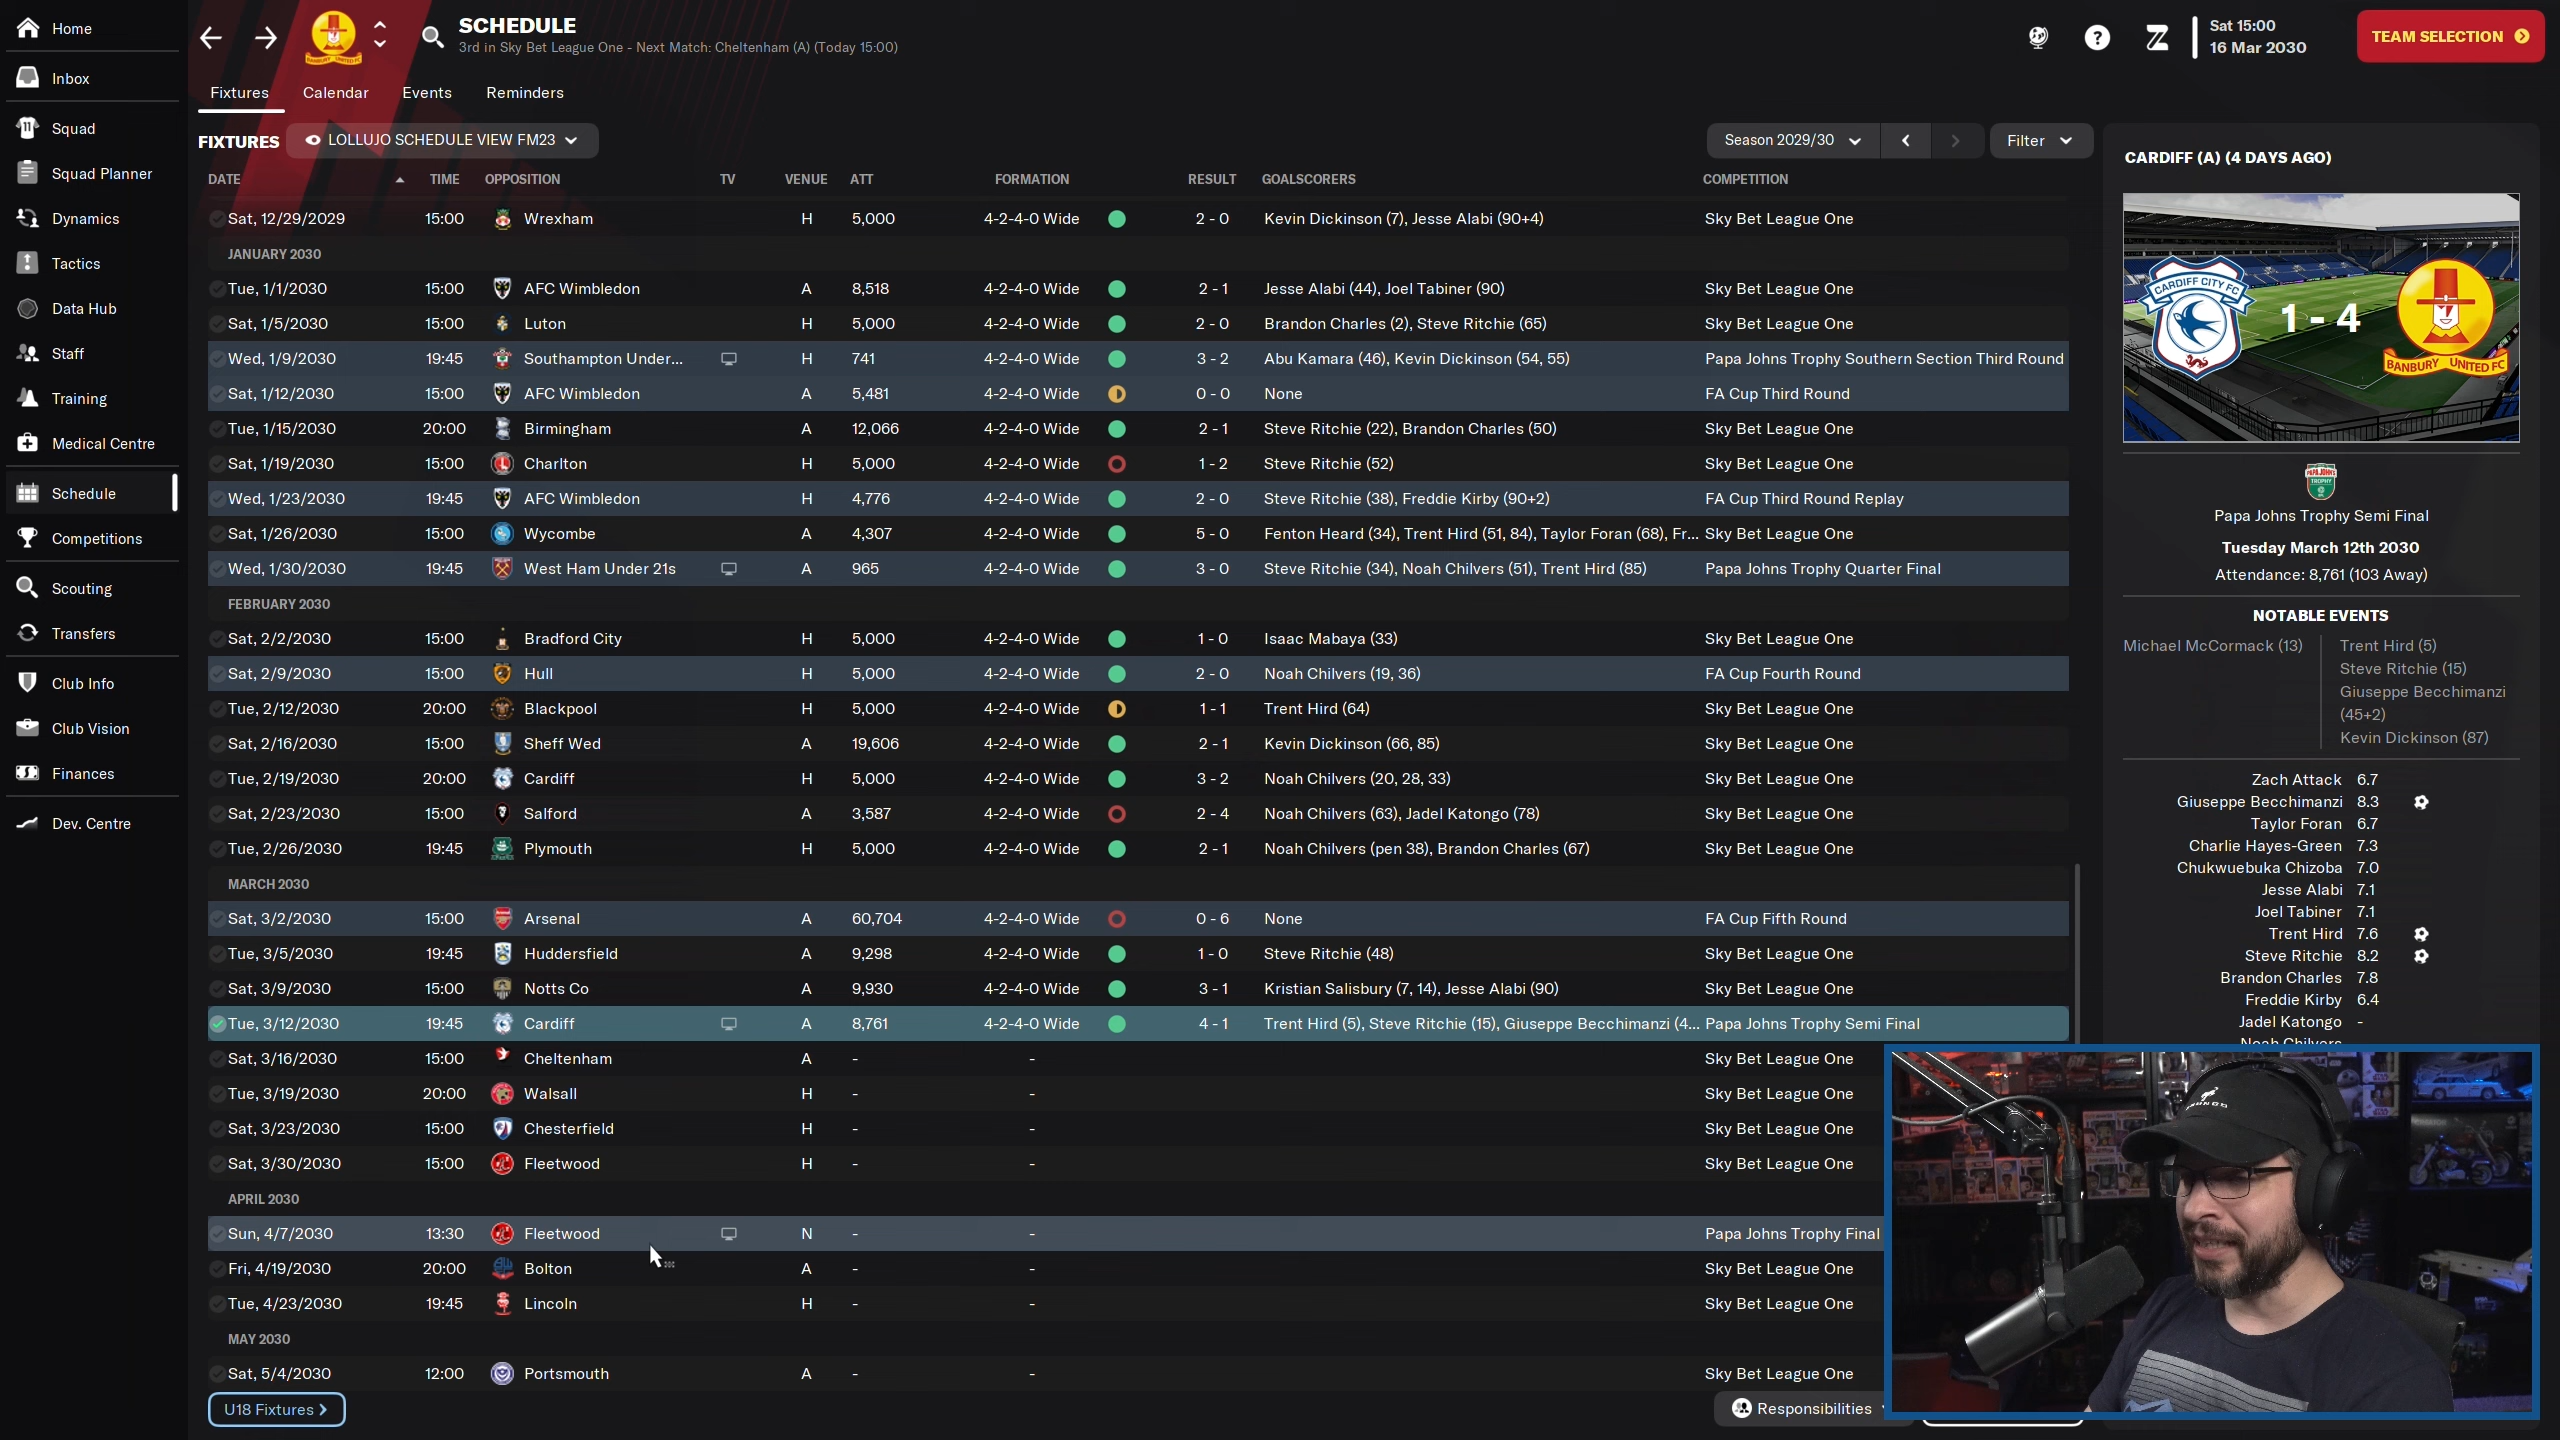 Home
Inbox
Squad
Squad Planner
Dynamics
Tactics
Data Hub
Staff
Training
Medical Centre
Schedule
Competitions
Scouting
Transfers
Club Info
Club Vision
Finances
Dev. Centre
SCHEDULE
3rd in Sky Bet League One - Next Match: Cheltenham (A) (Today 15:00)
Sat 15:00
16 Mar 2030
TEAM SELECTION
Fixtures Calendar Events Reminders
FIXTURES LOLLUJO SCHEDULE VIEW FM23 Season 2029/30 Filter
DATE TIME OPPOSITION TV VENUE ATT FORMATION RESULT GOALSCORERS COMPETITION
Sat, 12/29/2029 15:00 Wrexham H 5,000 4-2-4-0 Wide 2 - 0 Kevin Dickinson (7), Jesse Alabi (90+4) Sky Bet League One
JANUARY 2030
Tue, 1/1/2030 15:00 AFC Wimbledon A 8,518 4-2-4-0 Wide 2 - 1 Jesse Alabi (44), Joel Tabiner (90) Sky Bet League One
Sat, 1/5/2030 15:00 Luton H 5,000 4-2-4-0 Wide 2 - 0 Brandon Charles (2), Steve Ritchie (65) Sky Bet League One
Wed, 1/9/2030 19:45 Southampton Under... H 741 4-2-4-0 Wide 3 - 2 Abu Kamara (46), Kevin Dickinson (54, 55) Papa Johns Trophy Southern Section Third Round
Sat, 1/12/2030 15:00 AFC Wimbledon A 5,481 4-2-4-0 Wide 0 - 0 None FA Cup Third Round
Tue, 1/15/2030 20:00 Birmingham A 12,066 4-2-4-0 Wide 2 - 1 Steve Ritchie (22), Brandon Charles (50) Sky Bet League One
Sat, 1/19/2030 15:00 Charlton H 5,000 4-2-4-0 Wide 1 - 2 Steve Ritchie (52) Sky Bet League One
Wed, 1/23/2030 19:45 AFC Wimbledon H 4,776 4-2-4-0 Wide 2 - 0 Steve Ritchie (38), Freddie Kirby (90+2) FA Cup Third Round Replay
Sat, 1/26/2030 15:00 Wycombe A 4,307 4-2-4-0 Wide 5 - 0 Fenton Heard (34), Trent Hird (51, 84), Taylor Foran (68), Fr... Sky Bet League One
Wed, 1/30/2030 19:45 West Ham Under 21s A 965 4-2-4-0 Wide 3 - 0 Steve Ritchie (34), Noah Chilvers (51), Trent Hird (85) Papa Johns Trophy Quarter Final
FEBRUARY 2030
Sat, 2/2/2030 15:00 Bradford City H 5,000 4-2-4-0 Wide 1 - 0 Isaac Mabaya (33) Sky Bet League One
Sat, 2/9/2030 15:00 Hull H 5,000 4-2-4-0 Wide 2 - 0 Noah Chilvers (19, 36) FA Cup Fourth Round
Tue, 2/12/2030 20:00 Blackpool H 5,000 4-2-4-0 Wide 1 - 1 Trent Hird (64) Sky Bet League One
Sat, 2/16/2030 15:00 Sheff Wed A 19,606 4-2-4-0 Wide 2 - 1 Kevin Dickinson (66, 85) Sky Bet League One
Tue, 2/19/2030 20:00 Cardiff H 5,000 4-2-4-0 Wide 3 - 2 Noah Chilvers (20, 28, 33) Sky Bet League One
Sat, 2/23/2030 15:00 Salford A 3,587 4-2-4-0 Wide 2 - 4 Noah Chilvers (63), Jadel Katongo (78) Sky Bet League One
Tue, 2/26/2030 19:45 Plymouth H 5,000 4-2-4-0 Wide 2 - 1 Noah Chilvers (pen 38), Brandon Charles (67) Sky Bet League One
MARCH 2030
Sat, 3/2/2030 15:00 Arsenal A 60,704 4-2-4-0 Wide 0 - 6 None FA Cup Fifth Round
Tue, 3/5/2030 19:45 Huddersfield A 9,298 4-2-4-0 Wide 1 - 0 Steve Ritchie (48) Sky Bet League One
Sat, 3/9/2030 15:00 Notts Co A 9,930 4-2-4-0 Wide 3 - 1 Kristian Salisbury (7, 14), Jesse Alabi (90) Sky Bet League One
Tue, 3/12/2030 19:45 Cardiff A 8,761 4-2-4-0 Wide 4 - 1 Trent Hird (5), Steve Ritchie (15), Giuseppe Becchimanzi (4... Papa Johns Trophy Semi Final
Sat, 3/16/2030 15:00 Cheltenham A - - Sky Bet League One
Tue, 3/19/2030 20:00 Walsall H - - Sky Bet League One
Sat, 3/23/2030 15:00 Chesterfield H - - Sky Bet League One
Sat, 3/30/2030 15:00 Fleetwood H - - Sky Bet League One
APRIL 2030
Sun, 4/7/2030 13:30 Fleetwood N - - Papa Johns Trophy Final
Fri, 4/19/2030 20:00 Bolton A - - Sky Bet League One
Tue, 4/23/2030 19:45 Lincoln H - - Sky Bet League One
MAY 2030
Sat, 5/4/2030 12:00 Portsmouth A - - Sky Bet League One
U18 Fixtures
Responsibilities
CARDIFF (A) (4 DAYS AGO)
CARDIFF CITY FC
1 - 4
BANBURY UNITED FC
Papa Johns Trophy Semi Final
Tuesday March 12th 2030
Attendance: 8,761 (103 Away)
NOTABLE EVENTS
Michael McCormack (13) Trent Hird (5)
Steve Ritchie (15)
Giuseppe Becchimanzi
(45+2)
Kevin Dickinson (87)
Zach Attack 6.7
Giuseppe Becchimanzi 8.3
Taylor Foran 6.7
Charlie Hayes-Green 7.3
Chukwuebuka Chizoba 7.0
Jesse Alabi 7.1
Joel Tabiner 7.1
Trent Hird 7.6
Steve Ritchie 8.2
Brandon Charles 7.8
Freddie Kirby 6.4
Jadel Katongo -
Noah Chilvers